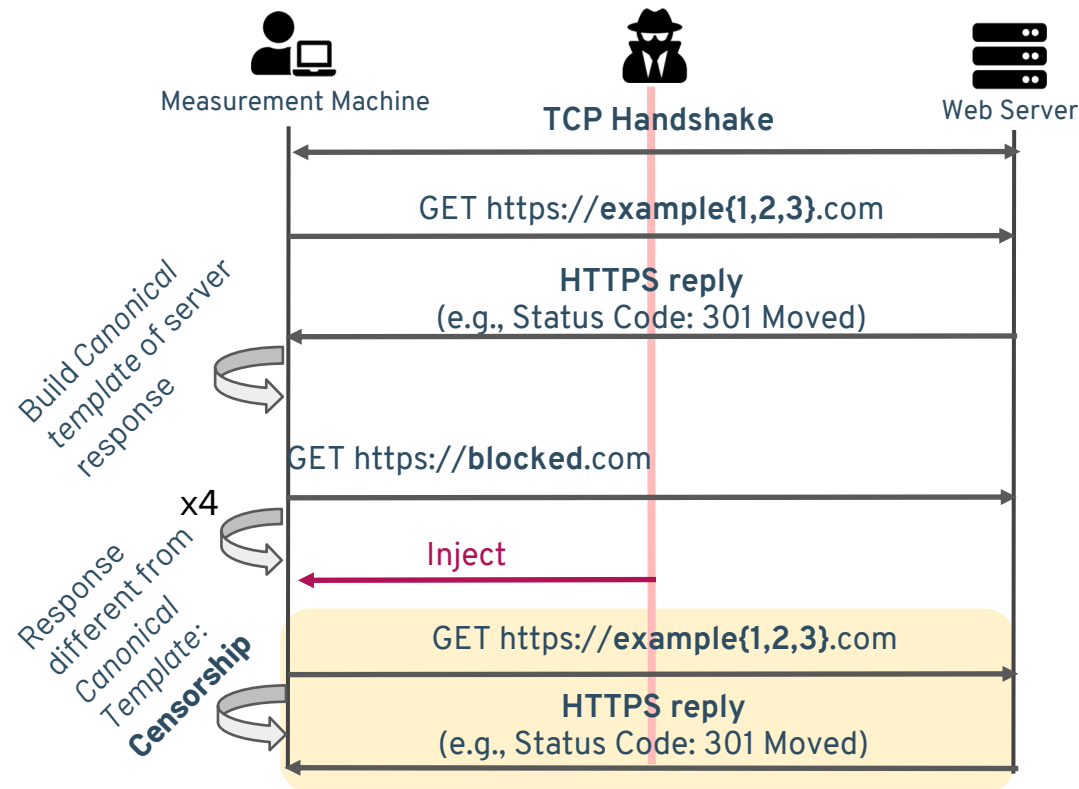 Measurement Machine
Web Server
TCP Handshake
GET https://example{1,2,3}.com
HTTPS reply
(e.g., Status Code: 301 Moved)
Build Canonical
template of server
response
GET https://blocked.com
x4
Inject
Response
different from
Canonical
Template:
Censorship
GET https://example{1,2,3}.com
HTTPS reply
(e.g., Status Code: 301 Moved)